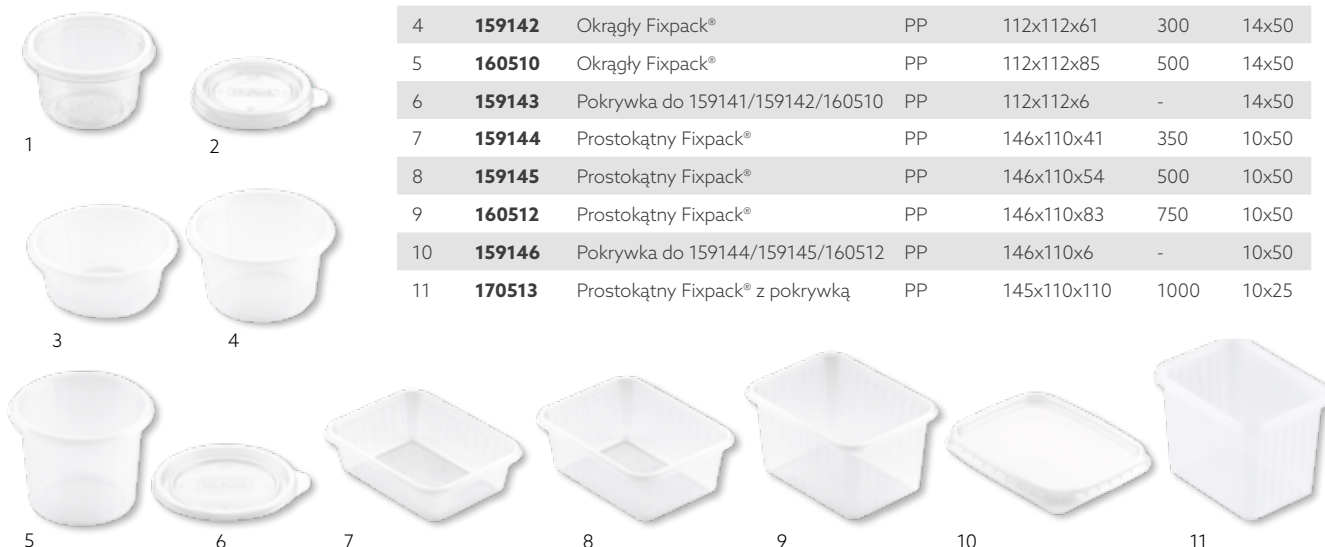 4 159142 Okrągły Fixpack® PP 112x112x61 300 14x50
5 160510 Okrągły Fixpack® PP 112x112x85 500 14x50
6 159143 Pokrywka do 159141/159142/160510 PP 112x112x6 - 14x50
7 159144 Prostokątny Fixpack® PP 146x110x41 350 10x50
8 159145 Prostokątny Fixpack® PP 146x110x54 500 10x50
9 160512 Prostokątny Fixpack® PP 146x110x83 750 10x50
10 159146 Pokrywka do 159144/159145/160512 PP 146x110x6 - 10x50
11 170513 Prostokątny Fixpack® z pokrywką PP 145x110x110 1000 10x25
1 2
3 4
5 6 7 8 9 10 11